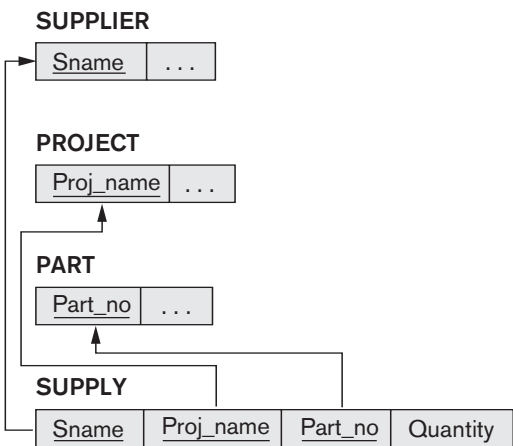 SUPPLIER
Sname ...
PROJECT
Proj_name ...
PART
Part_no ...
SUPPLY
Sname Proj_name Part_no Quantity